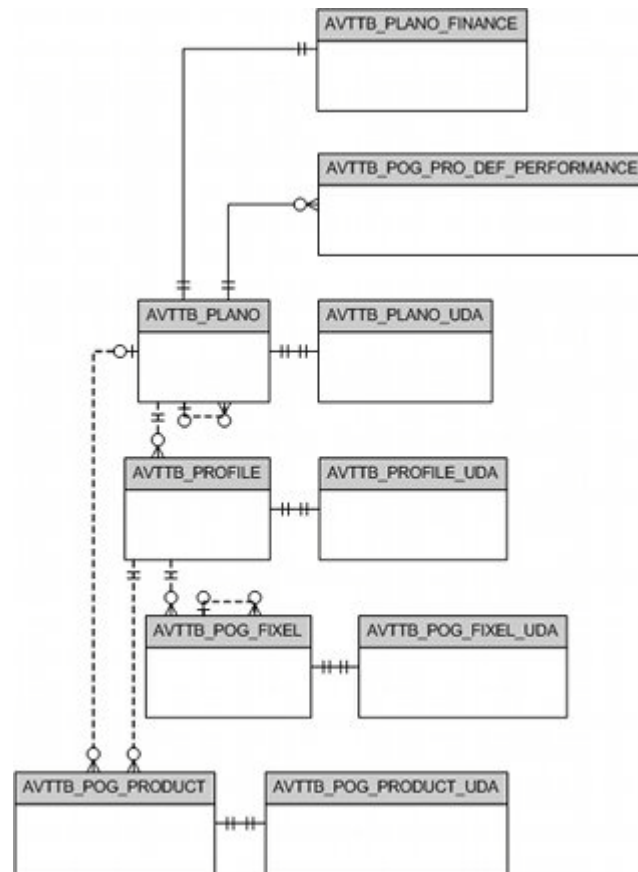 AVTTB_PLANO_FINANCE
AVTTB_POG_PRO_DEF_PERFORMANCE
AVTTB_PLANO
AVTTB_PLANO_UDA
AVTTB_PROFILE
AVTTB_PROFILE_UDA
AVTTB_POG_FIXEL
AVTTB_POG_FIXEL_UDA
AVTTB_POG_PRODUCT
AVTTB_POG_PRODUCT_UDA